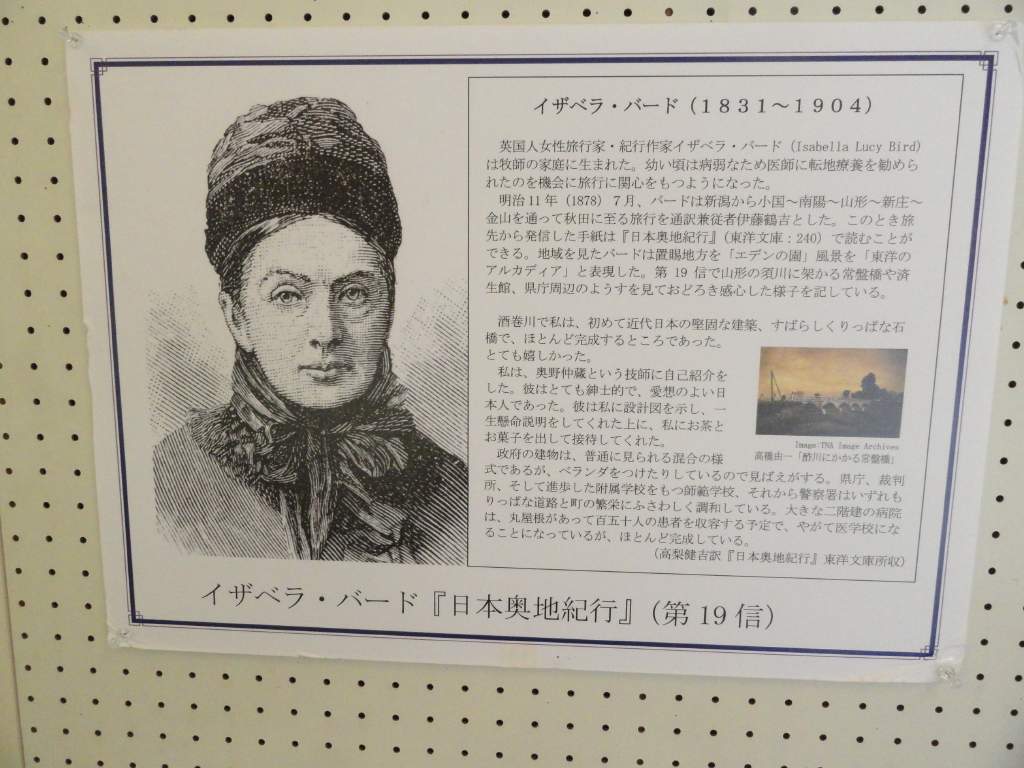 イザベラ・バード（１８３１～１９０４）
英国人女性旅行家・紀行作家イザベラ・バード（Isabella Lucy Bird）
は牧師の家庭に生まれた。幼い頃は病弱なため医師に転地療養を勧めら
れたのを機会に旅行に関心をもつようになった。
明治 11 年（1878）７月、バードは新潟から小国～南陽～山形～新庄～
金山を通って秋田に至る旅行を通訳兼従者伊藤鶴吉とした。このとき旅
先から発信した手紙は『日本奥地紀行』（東洋文庫：240）で読むことが
できる。地域を見たバードは置賜地方を「エデンの園」風景を「東洋の
アルカディア」と表現した。第 19 信で山形の須川に架かる常盤橋や済
生館、県庁周辺のようすを見ておどろき感心した様子を記している。
酒巻川で私は、初めて近代日本の堅固な建築、すばらしくりっぱな石
橋で、ほとんど完成するところであった。
とても嬉しかった。
私は、奥野仲蔵という技師に自己紹介を
した。彼はとても紳士的で、愛想のよい日
本人であった。彼は私に設計図を示し、一
生懸命説明をしてくれた上に、私にお茶と
お菓子を出して接待してくれた。
政府の建物は、普通に見られる混合の様
式であるが、ベランダをつけたりしているので見ばえがする。県庁、裁判
所、そして進歩した附属学校をもつ師範学校、それから警察署はいずれも
りっぱな道路と町の繁栄にふさわしく調和している。大きな二階建の病院
は、丸屋根があって百五十人の患者を収容する予定で、やがて医学校にな
ることになっているが、ほとんど完成している。
（高梨健吉訳『日本奥地紀行』東洋文庫所収）
Image:TNA Image Archives
高橋由一「酢川にかかる常盤橋」
イザベラ・バード『日本奥地紀行』（第 19 信）